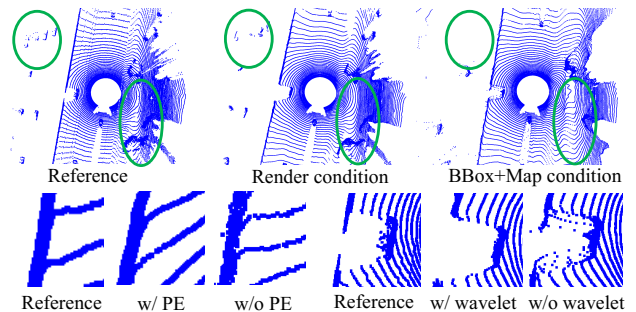 Reference Render condition BBox+Map condition
Reference w/ PE w/o PE Reference w/ wavelet w/o wavelet